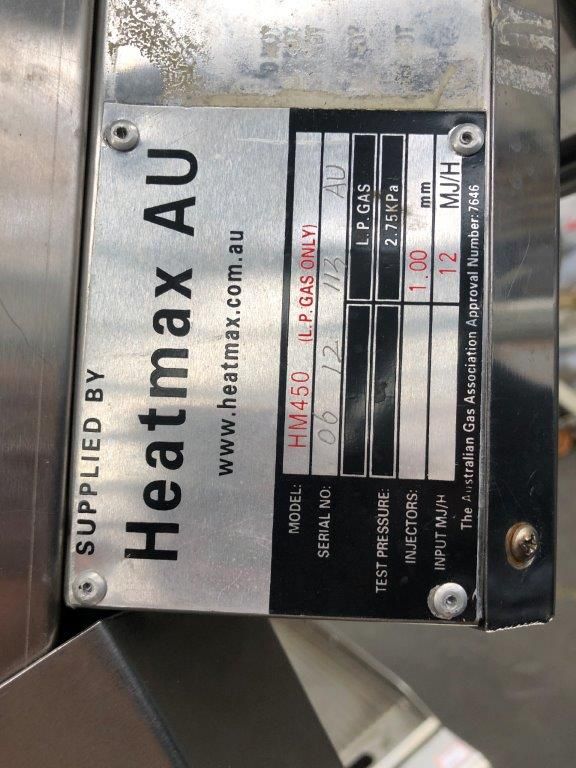 SUPPLIED BY
Heatmax AU
www.heatmax.com.au
MODEL: HM450 (L.P. GAS ONLY)
SERIAL NO: 06 12 113 AU
L.P. GAS
TEST PRESSURE: 2.75KPa
INJECTORS: 1.00 mm
INPUT MJ/H 12 MJ/H
The Australian Gas Association Approval Number: 7646